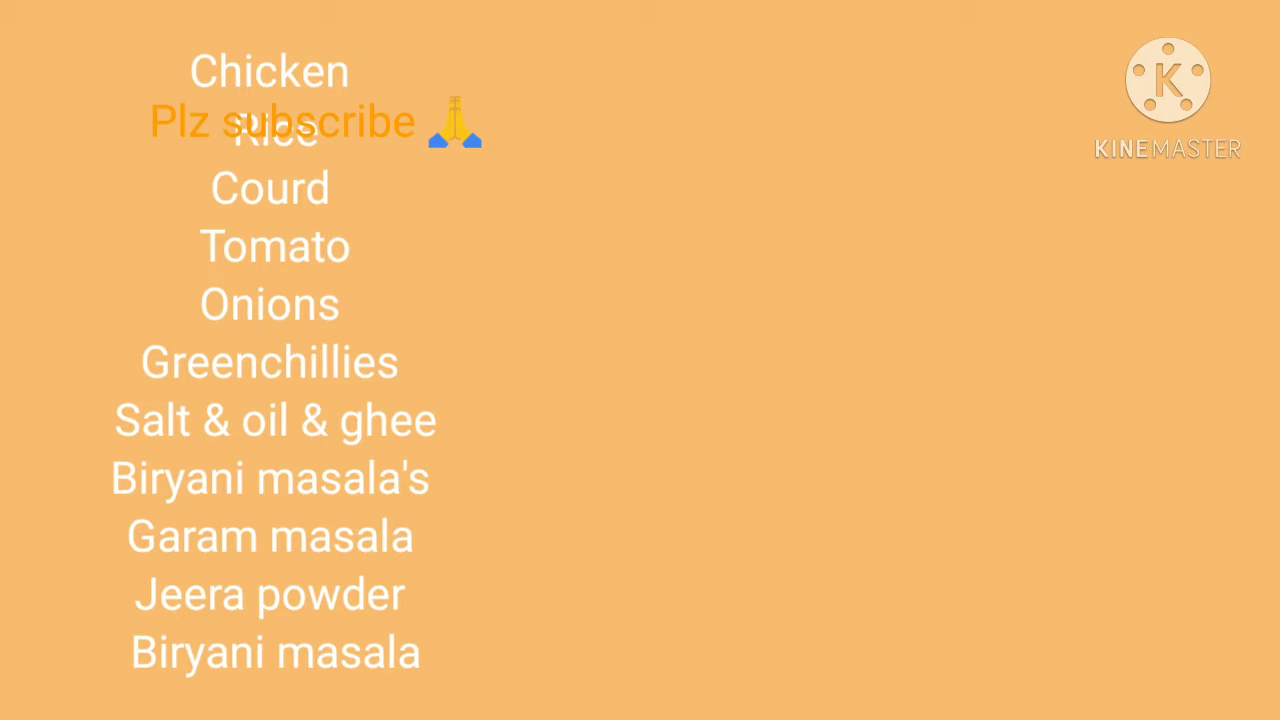 Chicken
Plz subscribe 🙏
Rice
Courd
Tomato
Onions
Greenchillies
Salt & oil & ghee
Biryani masala's
Garam masala
Jeera powder
Biryani masala
K
KINEMASTER